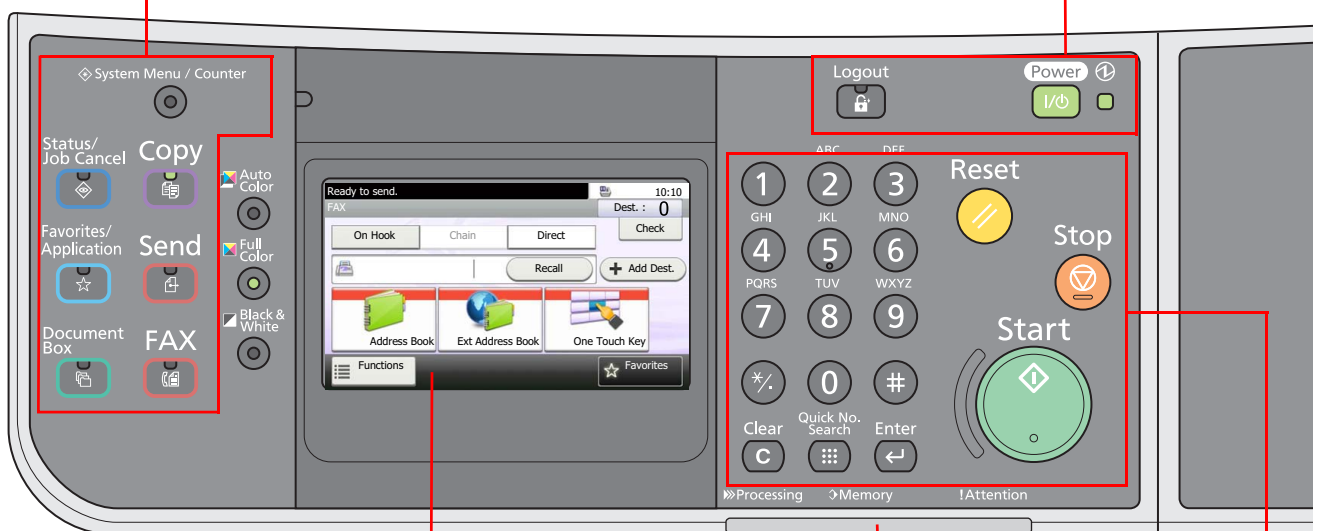 System Menu / Counter
Status/
Job Cancel
Copy
Favorites/
Application
Send
Document
Box
FAX
Auto
Color
Full
Color
Black &
White
Ready to send.
10:10
FAX
Dest. : 0
On Hook
Chain
Direct
Check
Recall
Add Dest.
Address Book
Ext Address Book
One Touch Key
Functions
Favorites
Logout
Power
I/⏻
ABC
DEF
1
2
3
GHI
JKL
MNO
4
5
6
PQRS
TUV
WXYZ
7
8
9
*/.
0
#
Clear
Quick No.
Search
Enter
C
Reset
Stop
Start
Processing
Memory
!Attention